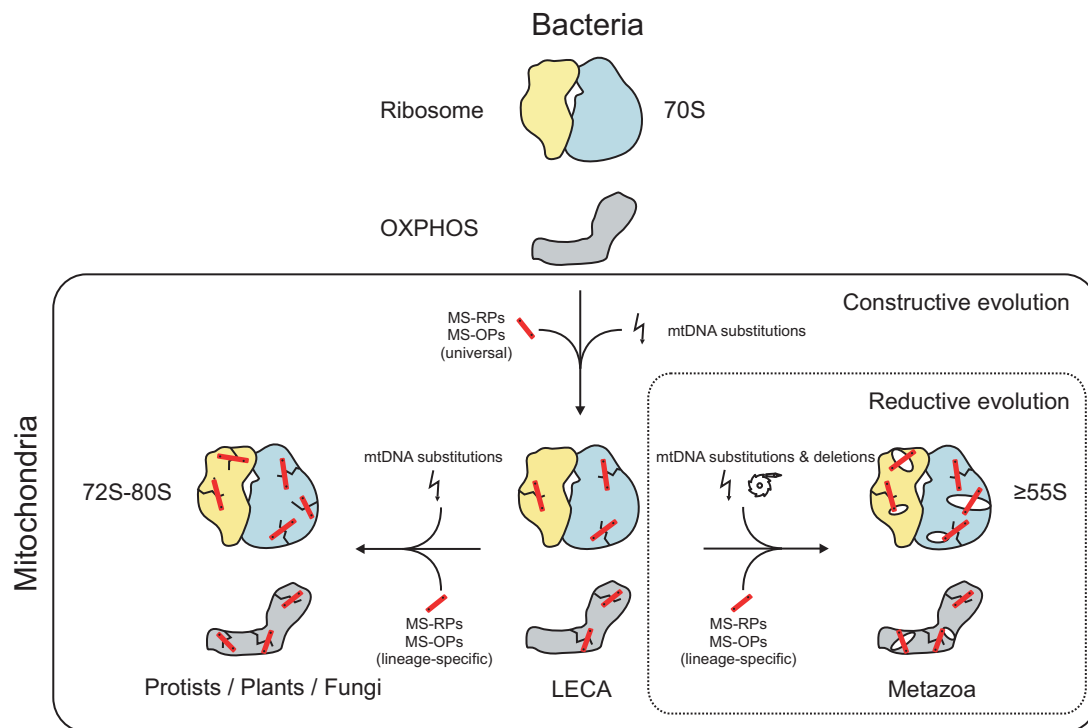 Bacteria
Ribosome
70S
OXPHOS
Constructive evolution
MS-RPs
MS-OPs
(universal)
mtDNA substitutions
Reductive evolution
Mitochondria
72S-80S
mtDNA substitutions
mtDNA substitutions & deletions
≥55S
MS-RPs
MS-OPs
(lineage-specific)
MS-RPs
MS-OPs
(lineage-specific)
Protists / Plants / Fungi
LECA
Metazoa